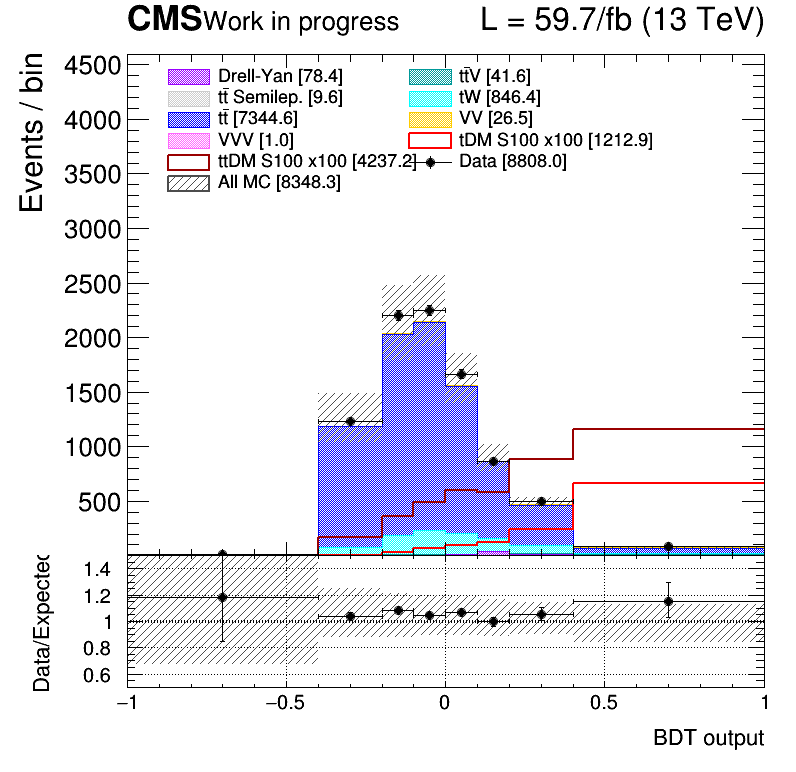 CMS Work in progress L = 59.7/fb (13 TeV)
Events / bin
4500
4000
3500
3000
2500
2000
1500
1000
500
Drell-Yan [78.4] tt̄V [41.6]
tt̄ Semilep. [9.6] tW [846.4]
tt̄ [7344.6] VV [26.5]
VVV [1.0] tDM S100 x100 [1212.9]
ttDM S100 x100 [4237.2] Data [8808.0]
All MC [8348.3]
Data/Expected
1.4
1.2
1
0.8
0.6
−1 −0.5 0 0.5 1
BDT output